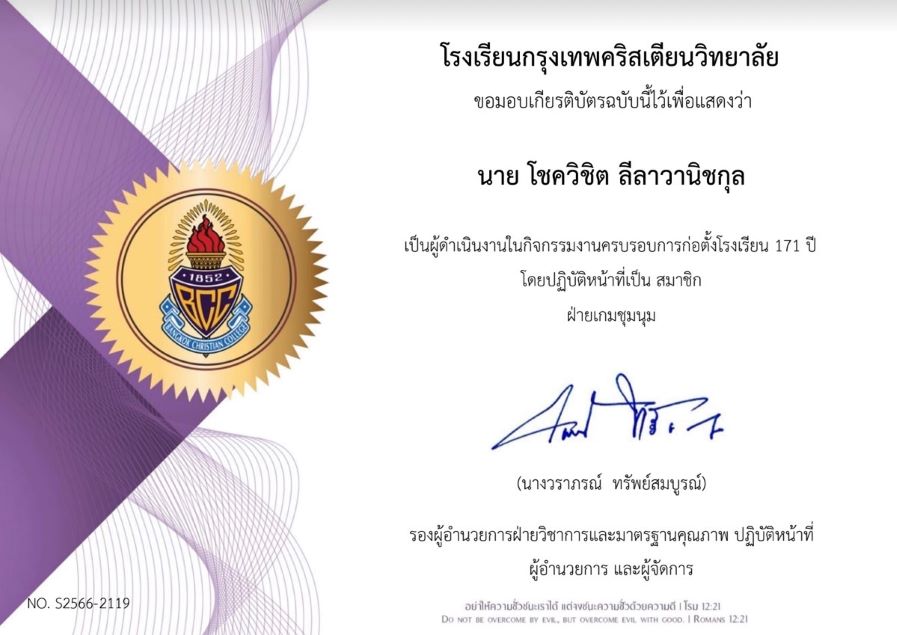 โรงเรียนกรุงเทพคริสเตียนวิทยาลัย
ขอมอบเกียรติบัตรฉบับนี้ไว้เพื่อแสดงว่า
นาย โชควิชิต ลีลาวานิชกุล
เป็นผู้ดำเนินงานในกิจกรรมงานครบรอบการก่อตั้งโรงเรียน 171 ปี
โดยปฏิบัติหน้าที่เป็น สมาชิก
ฝ่ายเกมชุมนุม
1852
BCC
BANGKOK CHRISTIAN COLLEGE
(นางวราภรณ์ ทรัพย์สมบูรณ์)
รองผู้อำนวยการฝ่ายวิชาการและมาตรฐานคุณภาพ ปฏิบัติหน้าที่
ผู้อำนวยการ และผู้จัดการ
NO. S2566-2119
อย่าให้ความชั่วชนะเราได้ แต่จงชนะความชั่วด้วยความดี | โรม 12:21
DO NOT BE OVERCOME BY EVIL, BUT OVERCOME EVIL WITH GOOD. | ROMANS 12:21